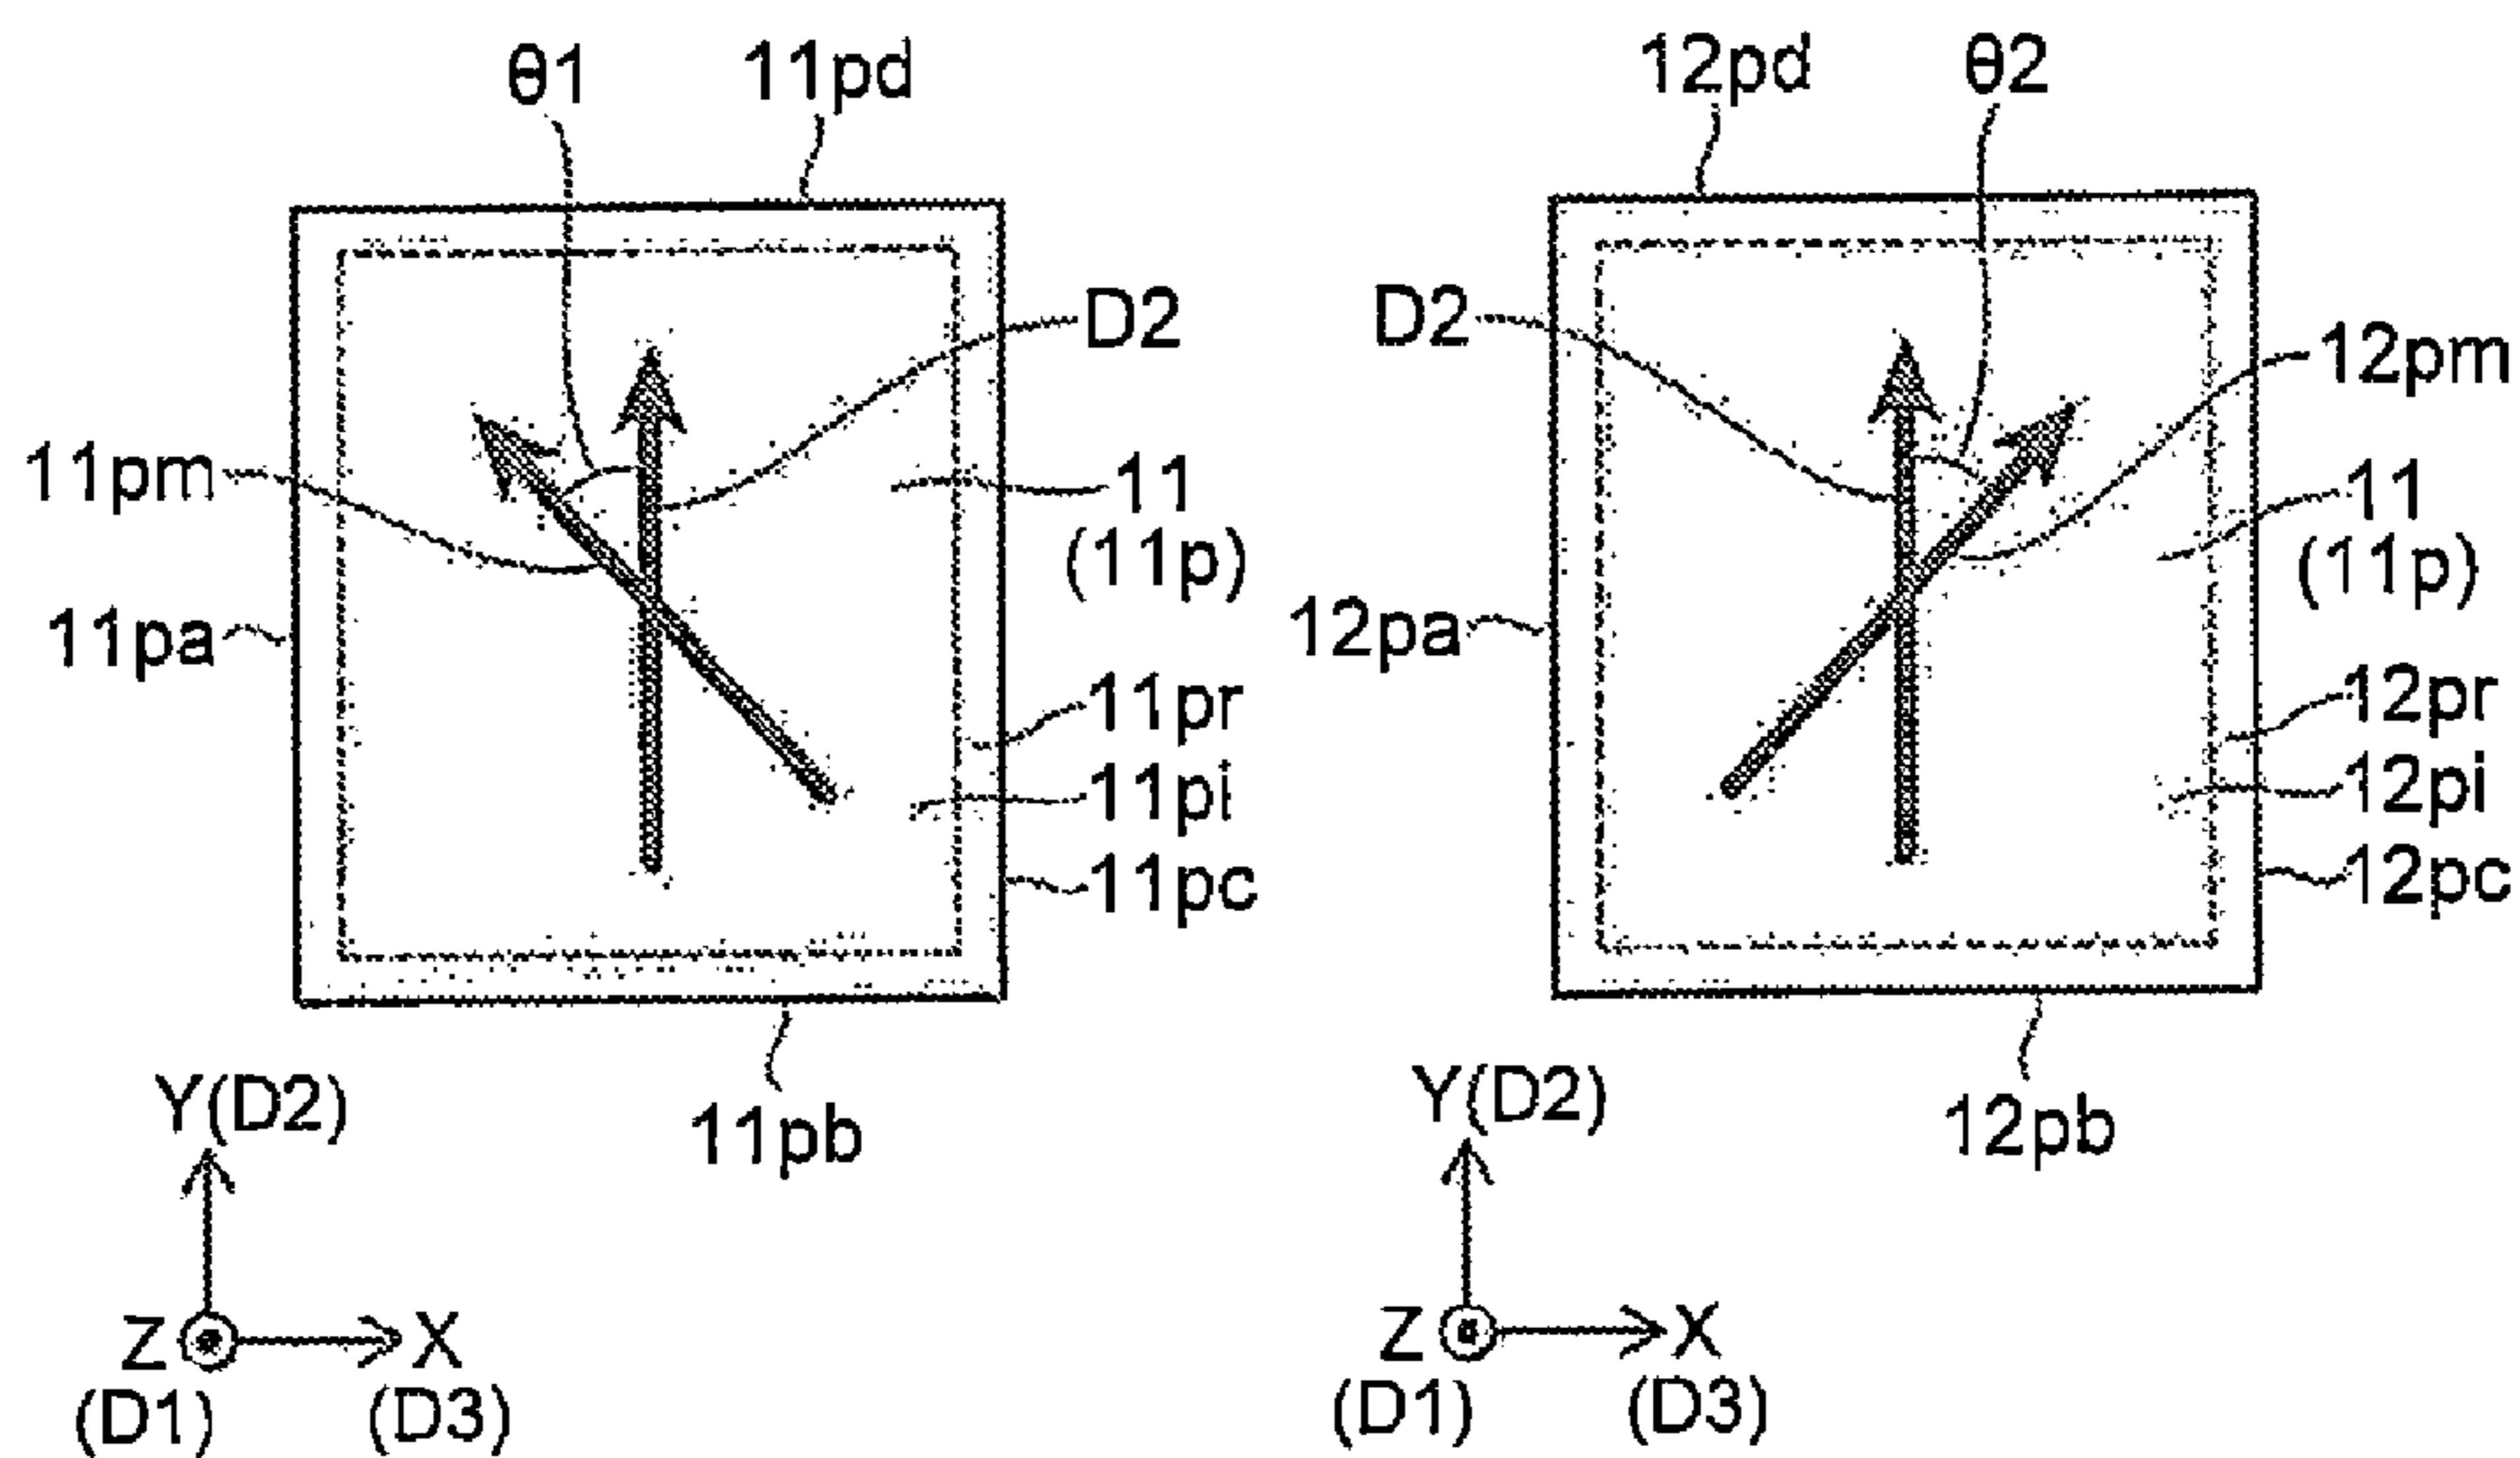 θ1
11pd
D2
11pm
11
(11p)
11pa
11pr
11pi
11pc
11pb
Y(D2)
Z
X
(D1)
(D3)
12pd
θ2
D2
12pm
11
(11p)
12pa
12pr
12pi
12pc
12pb
Y(D2)
Z
X
(D1)
(D3)